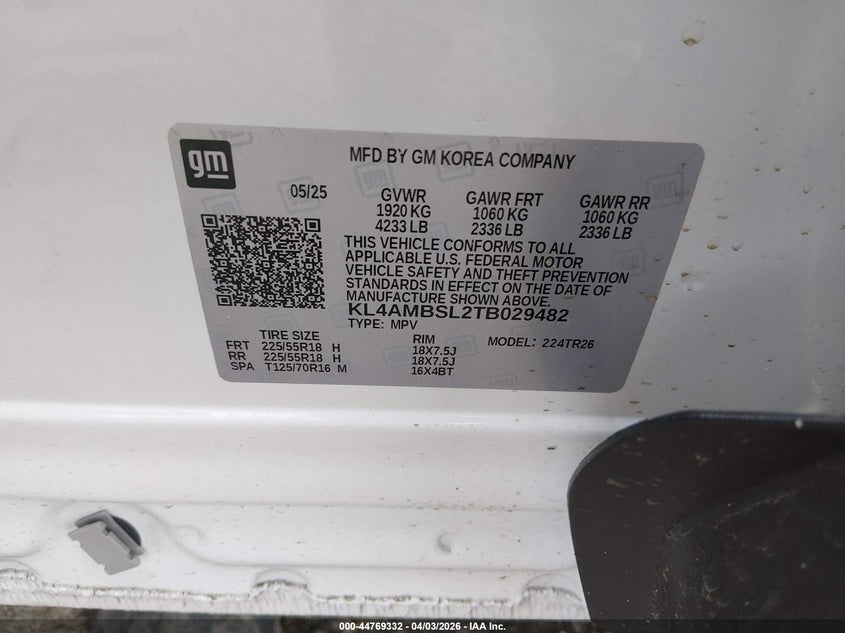 gm
MFD BY GM KOREA COMPANY
05/25
GVWR GAWR FRT GAWR RR
1920 KG 1060 KG 1060 KG
4233 LB 2336 LB 2336 LB
THIS VEHICLE CONFORMS TO ALL
APPLICABLE U.S. FEDERAL MOTOR
VEHICLE SAFETY AND THEFT PREVENTION
STANDARDS IN EFFECT ON THE DATE OF
MANUFACTURE SHOWN ABOVE.
KL4AMBSL2TB029482
TYPE: MPV
TIRE SIZE RIM MODEL: 224TR26
FRT 225/55R18 H 18X7.5J
RR 225/55R18 H 18X7.5J
SPA T125/70R16 M 16X4BT
000-44769332 - 04/03/2026 - IAA Inc.